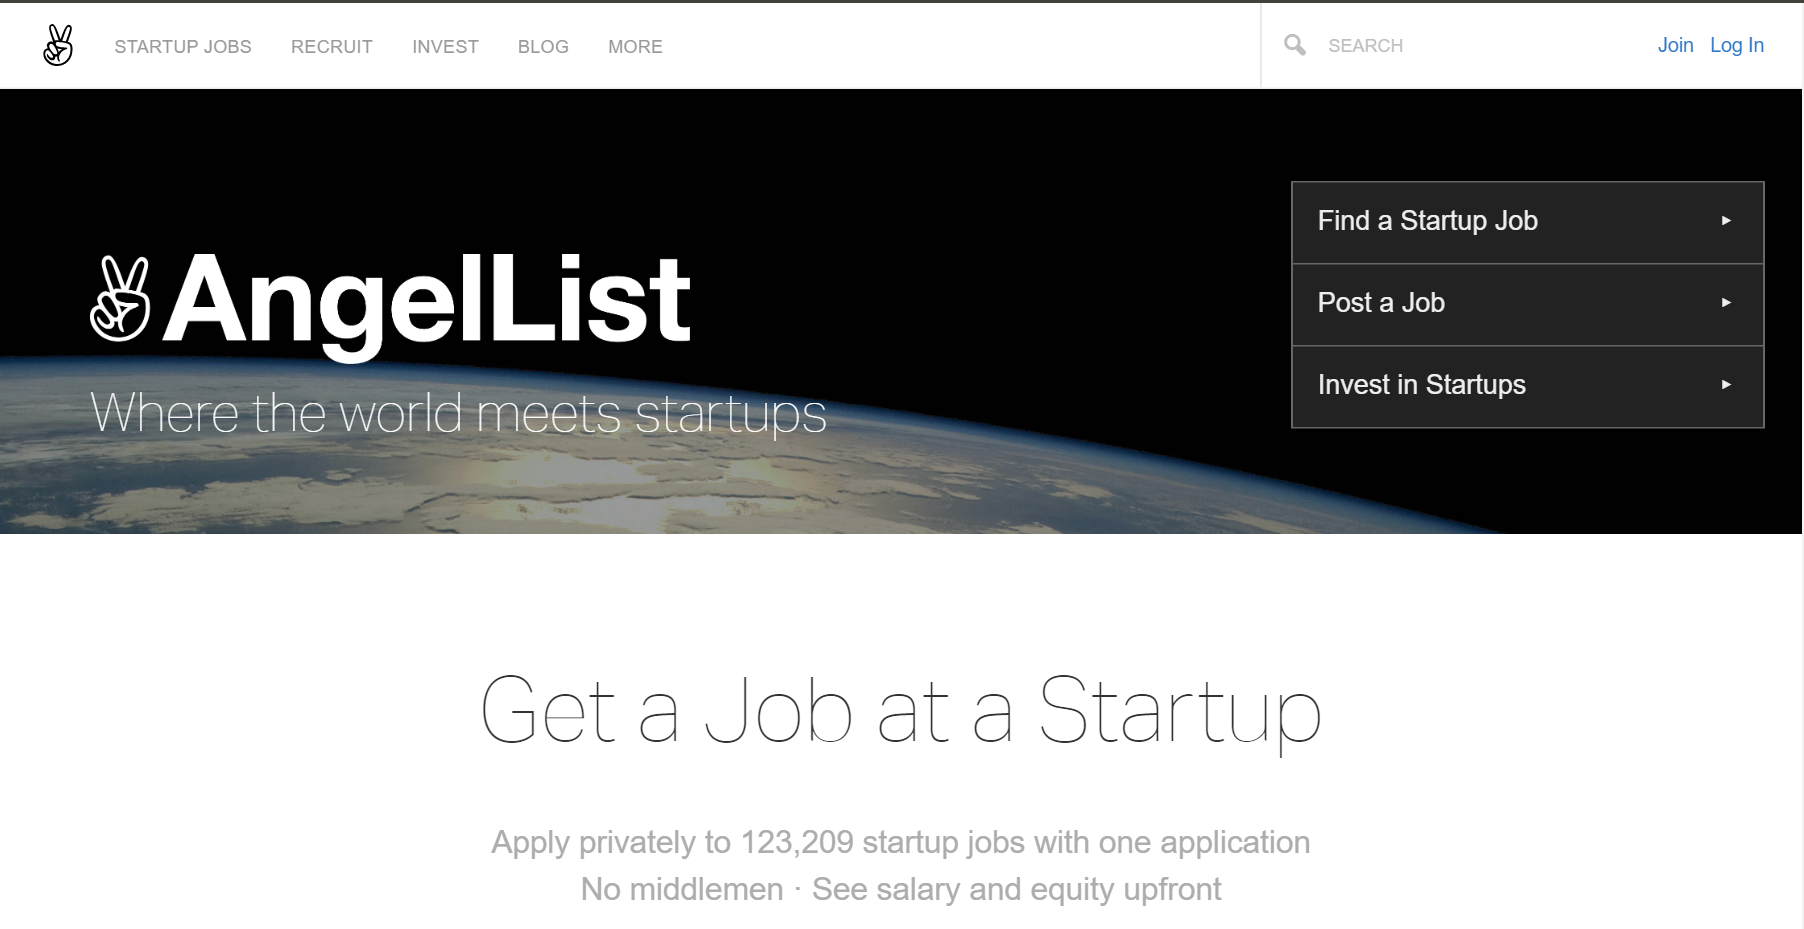 STARTUP JOBS RECRUIT INVEST BLOG MORE SEARCH Join Log In
AngelList
Where the world meets startups
Find a Startup Job
Post a Job
Invest in Startups
Get a Job at a Startup
Apply privately to 123,209 startup jobs with one application
No middlemen · See salary and equity upfront